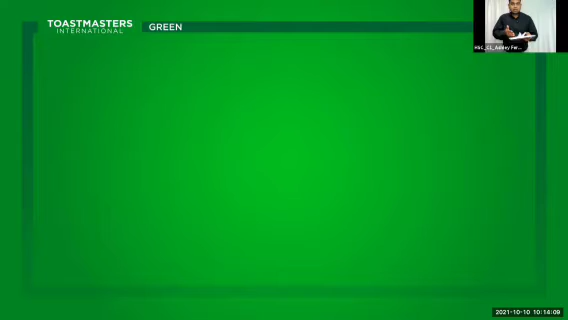 TOASTMASTERS
INTERNATIONAL
GREEN
2021-10-10 10:14:09